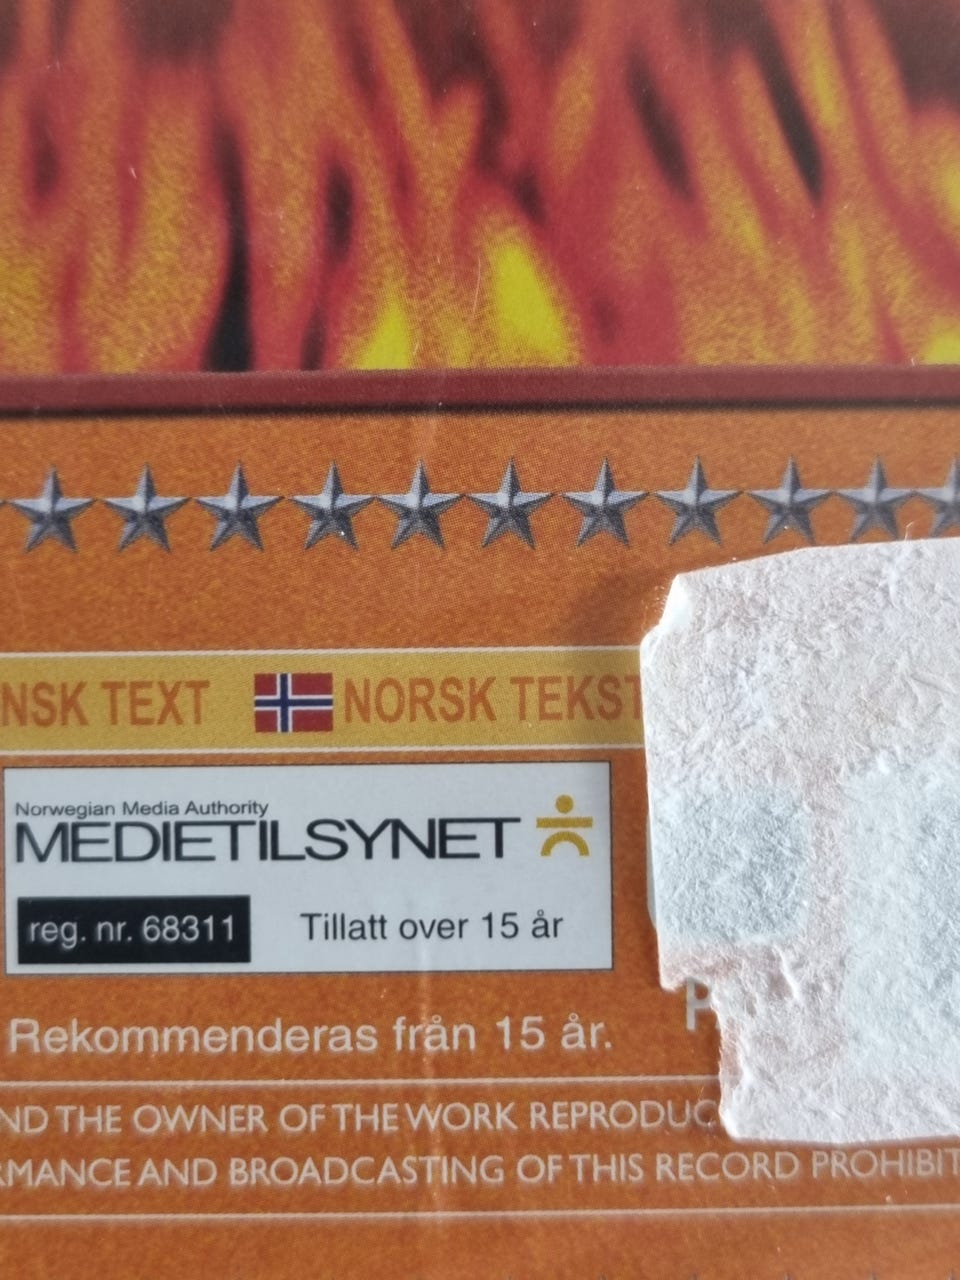 NSK TEXT NORSK TEKST
Norwegian Media Authority
MEDIETILSYNET
reg. nr. 68311 Tillatt over 15 år
Rekommenderas från 15 år.
ND THE OWNER OF THE WORK REPRODUC
RMANCE AND BROADCASTING OF THIS RECORD PROHIBIT